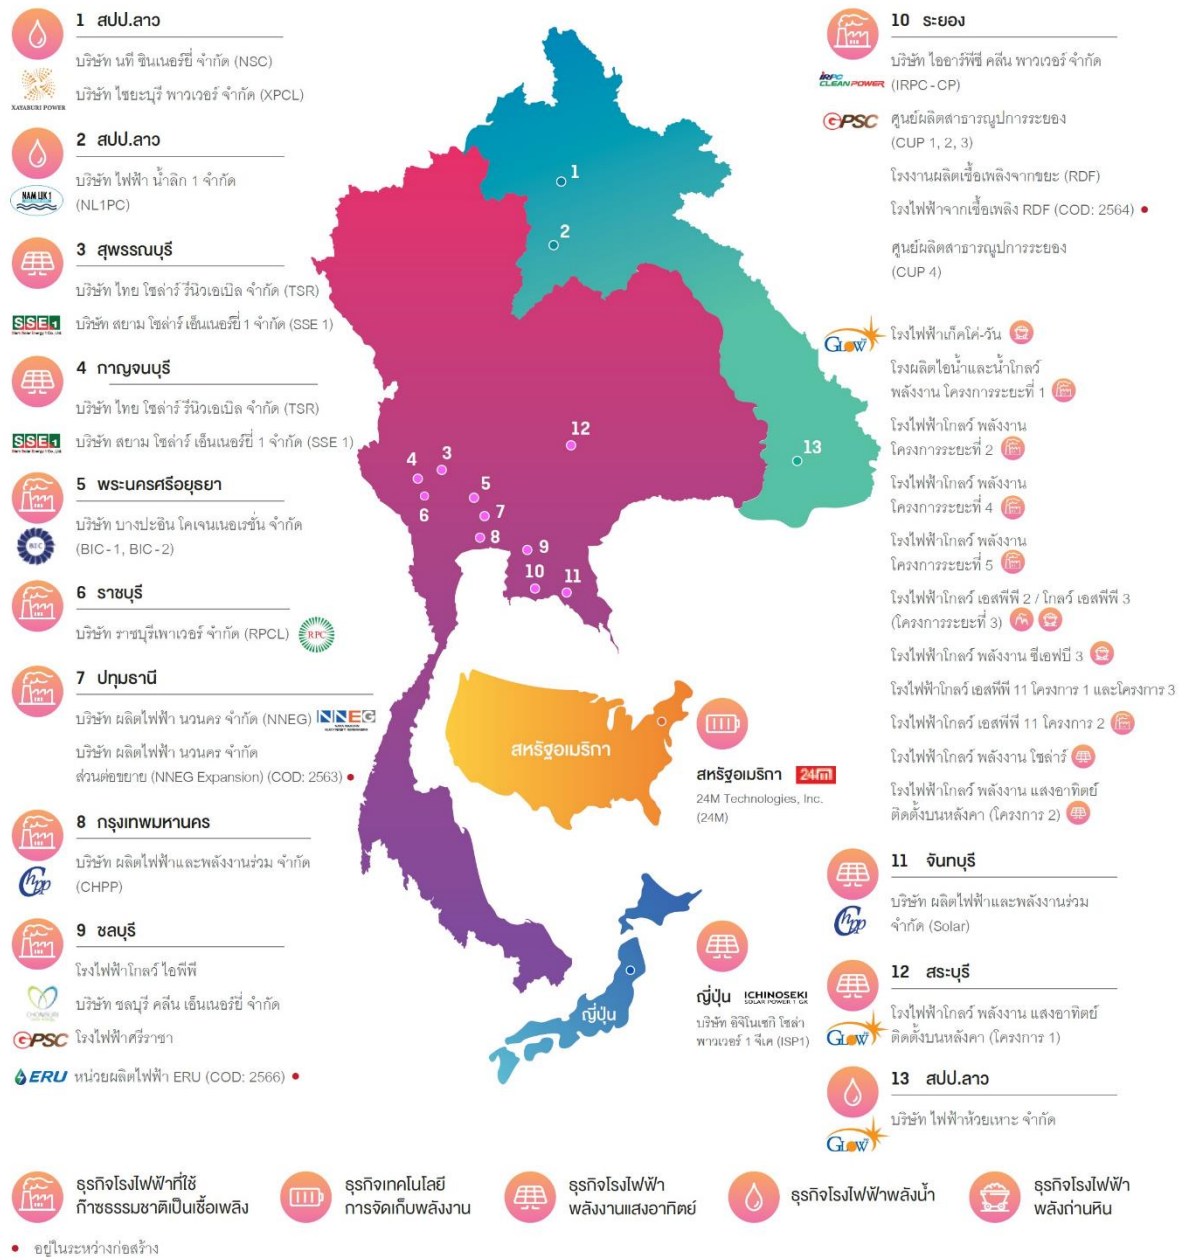 1 สปป.ลาว
บริษัท นที ซินเนอร์ยี่ จำกัด (NSC)
บริษัท ไซยะบุรี พาวเวอร์ จำกัด (XPCL)
XAYABURI POWER
2 สปป.ลาว
บริษัท ไฟฟ้า น้ำลิก 1 จำกัด
(NL1PC)
NAM LIK 1
3 สุพรรณบุรี
บริษัท ไทย โซล่าร์ รีนิวเอเบิล จำกัด (TSR)
SSE1
บริษัท สยาม โซล่าร์ เอ็นเนอร์ยี่ 1 จำกัด (SSE 1)
4 กาญจนบุรี
บริษัท ไทย โซล่าร์ รีนิวเอเบิล จำกัด (TSR)
SSE1
บริษัท สยาม โซล่าร์ เอ็นเนอร์ยี่ 1 จำกัด (SSE 1)
5 พระนครศรีอยุธยา
บริษัท บางปะอิน โคเจนเนอเรชั่น จำกัด
(BIC-1, BIC-2)
BIC
6 ราชบุรี
บริษัท ราชบุรีเพาเวอร์ จำกัด (RPCL)
RPC
7 ปทุมธานี
บริษัท ผลิตไฟฟ้า นวนคร จำกัด (NNEG)
NNEG
บริษัท ผลิตไฟฟ้า นวนคร จำกัด
ส่วนต่อขยาย (NNEG Expansion) (COD: 2563) •
8 กรุงเทพมหานคร
บริษัท ผลิตไฟฟ้าและพลังงานร่วม จำกัด
(CHPP)
Chpp
9 ชลบุรี
โรงไฟฟ้าโกลว์ ไอพีพี
บริษัท ชลบุรี คลีน เอ็นเนอร์ยี่ จำกัด
CHONBURI
GPSC
โรงไฟฟ้าศรีราชา
ERU
หน่วยผลิตไฟฟ้า ERU (COD: 2566) •
1
2
3
4
5
6
7
8
9
10
11
12
13
สหรัฐอเมริกา
สหรัฐอเมริกา
24m
24M Technologies, Inc.
(24M)
ญี่ปุ่น
ญี่ปุ่น
ICHINOSEKI
SOLAR POWER 1 GK
บริษัท อิจิโนเซกิ โซล่า
พาวเวอร์ 1 จีเค (ISP1)
10 ระยอง
บริษัท ไออาร์พีซี คลีน พาวเวอร์ จำกัด
(IRPC-CP)
IRPC
CLEAN POWER
GPSC
ศูนย์ผลิตสาธารณูปการระยอง
(CUP 1, 2, 3)
โรงงานผลิตเชื้อเพลิงจากขยะ (RDF)
โรงไฟฟ้าจากเชื้อเพลิง RDF (COD: 2564) •
ศูนย์ผลิตสาธารณูปการระยอง
(CUP 4)
GLOW
โรงไฟฟ้าเก็คโค่-วัน
โรงผลิตไอน้ำและน้ำโกลว์
พลังงาน โครงการระยะที่ 1
โรงไฟฟ้าโกลว์ พลังงาน
โครงการระยะที่ 2
โรงไฟฟ้าโกลว์ พลังงาน
โครงการระยะที่ 4
โรงไฟฟ้าโกลว์ พลังงาน
โครงการระยะที่ 5
โรงไฟฟ้าโกลว์ เอสพีพี 2 / โกลว์ เอสพีพี 3
(โครงการระยะที่ 3)
โรงไฟฟ้าโกลว์ พลังงาน ซีเอฟบี 3
โรงไฟฟ้าโกลว์ เอสพีพี 11 โครงการ 1 และโครงการ 3
โรงไฟฟ้าโกลว์ เอสพีพี 11 โครงการ 2
โรงไฟฟ้าโกลว์ พลังงาน โซล่าร์
โรงไฟฟ้าโกลว์ พลังงาน แสงอาทิตย์
ติดตั้งบนหลังคา (โครงการ 2)
11 จันทบุรี
บริษัท ผลิตไฟฟ้าและพลังงานร่วม
จำกัด (Solar)
Chpp
12 สระบุรี
โรงไฟฟ้าโกลว์ พลังงาน แสงอาทิตย์
ติดตั้งบนหลังคา (โครงการ 1)
GLOW
13 สปป.ลาว
บริษัท ไฟฟ้าห้วยเหาะ จำกัด
GLOW
ธุรกิจโรงไฟฟ้าที่ใช้
ก๊าซธรรมชาติเป็นเชื้อเพลิง
ธุรกิจเทคโนโลยี
การจัดเก็บพลังงาน
ธุรกิจโรงไฟฟ้า
พลังงานแสงอาทิตย์
ธุรกิจโรงไฟฟ้าพลังน้ำ
ธุรกิจโรงไฟฟ้า
พลังถ่านหิน
• อยู่ในระหว่างก่อสร้าง